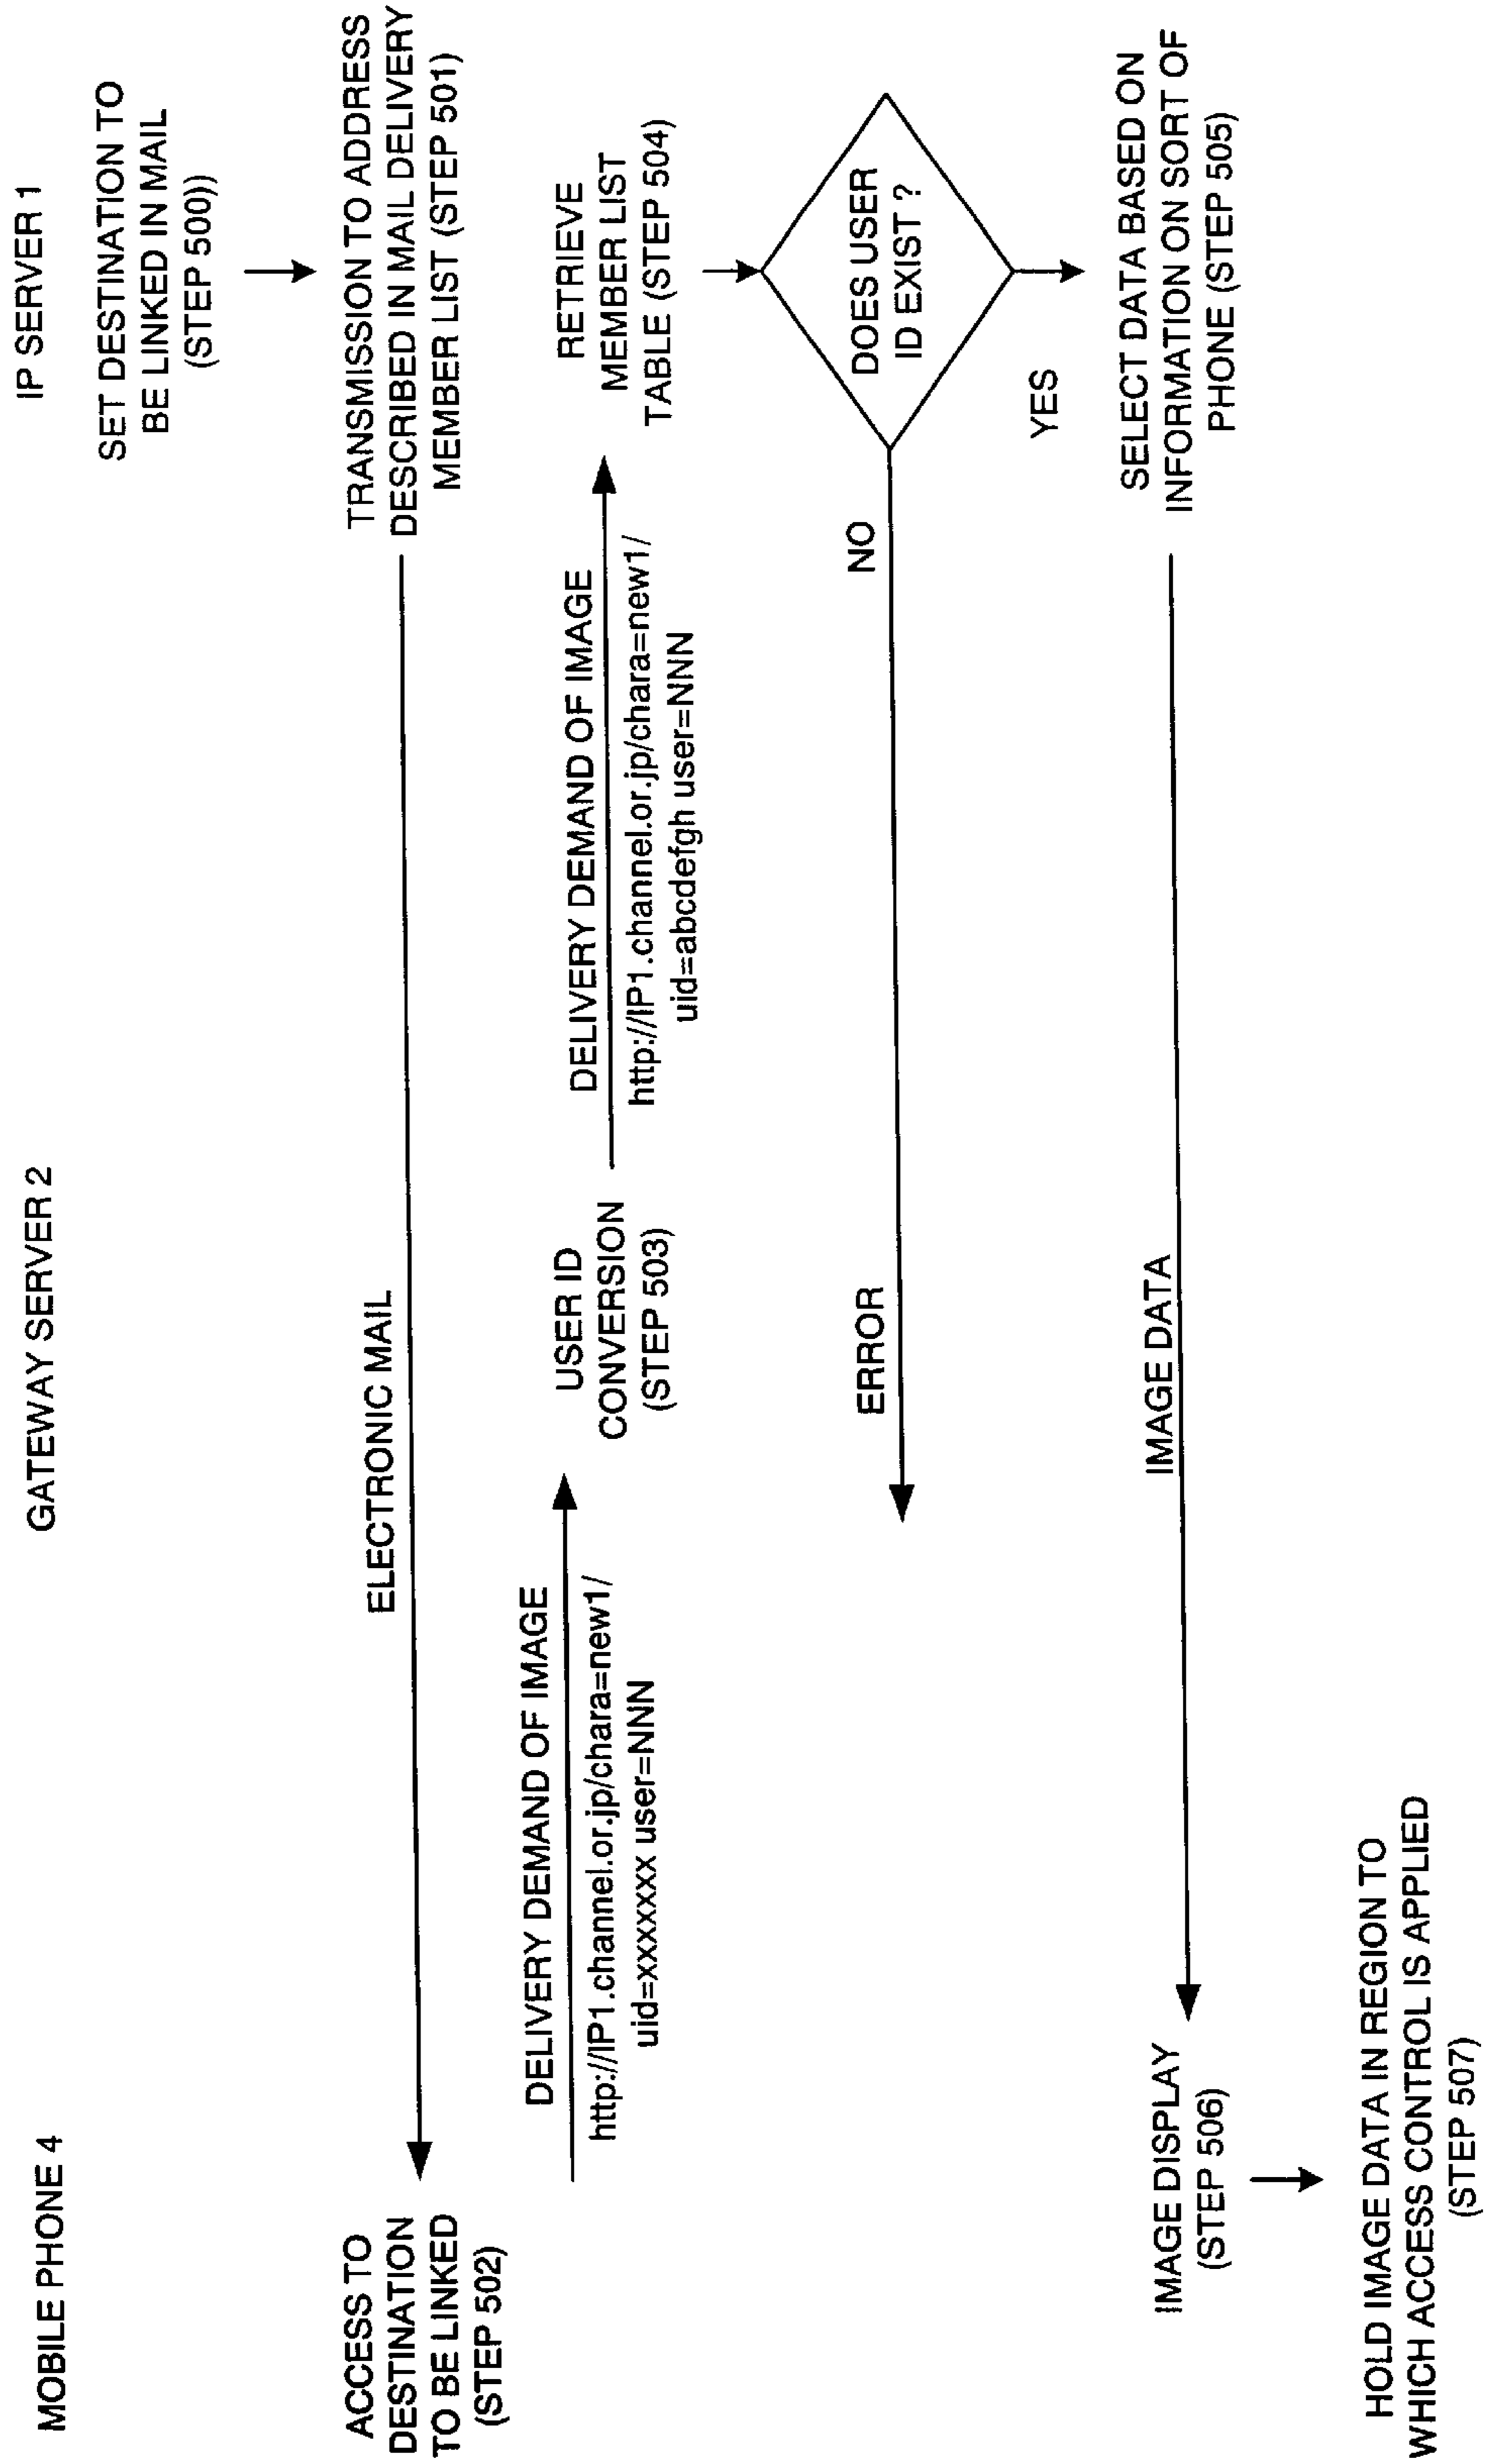 MOBILE PHONE 4
GATEWAY SERVER 2
IP SERVER 1
SET DESTINATION TO
BE LINKED IN MAIL
(STEP 500))
TRANSMISSION TO ADDRESS
DESCRIBED IN MAIL DELIVERY
MEMBER LIST (STEP 501)
ELECTRONIC MAIL
ACCESS TO
DESTINATION
TO BE LINKED
(STEP 502)
DELIVERY DEMAND OF IMAGE
http://IP1.channel.or.jp/chara=new1/
uid=xxxxxxx user=NNN
USER ID
CONVERSION
(STEP 503)
DELIVERY DEMAND OF IMAGE
http://IP1.channel.or.jp/chara=new1/
uid=abcdefgh user=NNN
RETRIEVE
MEMBER LIST
TABLE (STEP 504)
DOES USER
ID EXIST ?
NO
ERROR
YES
SELECT DATA BASED ON
INFORMATION ON SORT OF
PHONE (STEP 505)
IMAGE DATA
IMAGE DISPLAY
(STEP 506)
HOLD IMAGE DATA IN REGION TO
WHICH ACCESS CONTROL IS APPLIED
(STEP 507)